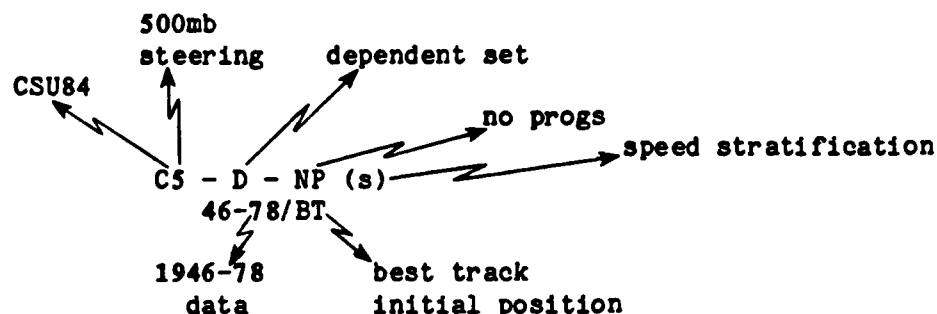 500mb
steering
dependent set
CSU84
no progs
speed stratification
C5 - D - NP (s)
46-78/BT
1946-78
data
best track
initial position